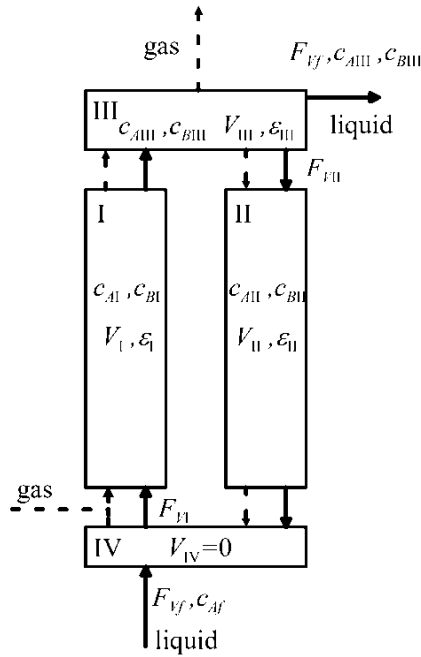 gas
F_Vf, c_AIII, c_BIII
III
c_AIII, c_BIII V_III, ε_III
liquid
F_VII
I
II
c_AI, c_BI
c_AII, c_BII
V_I, ε_I
V_II, ε_II
gas
F_VI
IV V_IV=0
F_Vf, c_Af
liquid